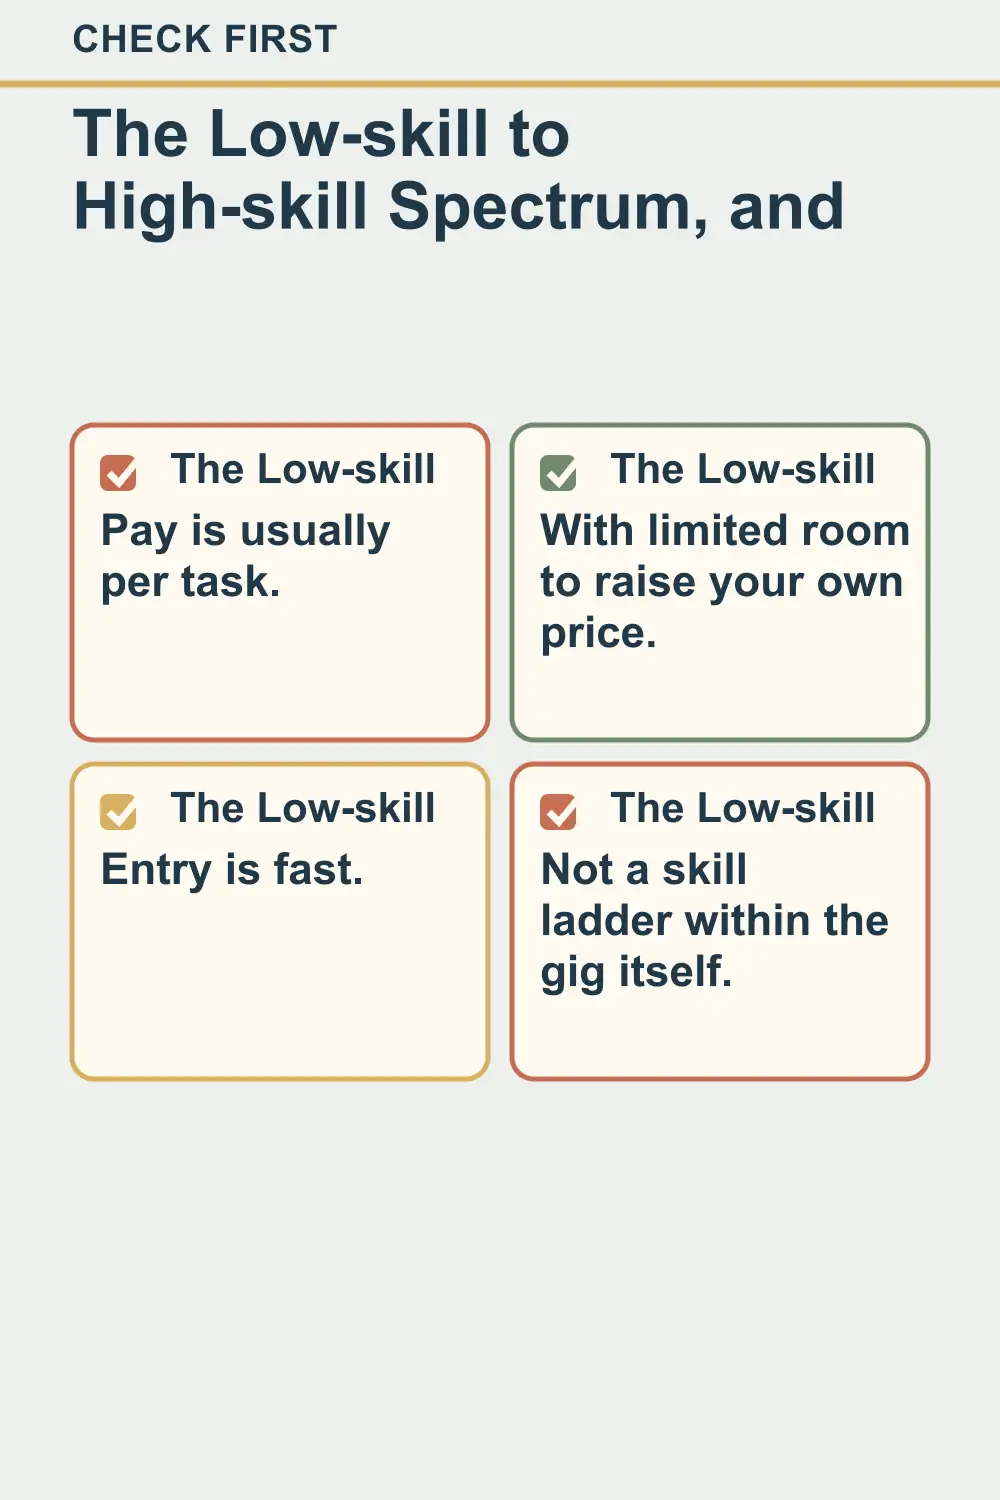 CHECK FIRST
The Low-skill to
High-skill Spectrum, and
The Low-skill
Pay is usually
per task.
The Low-skill
With limited room
to raise your own
price.
The Low-skill
Entry is fast.
The Low-skill
Not a skill
ladder within the
gig itself.